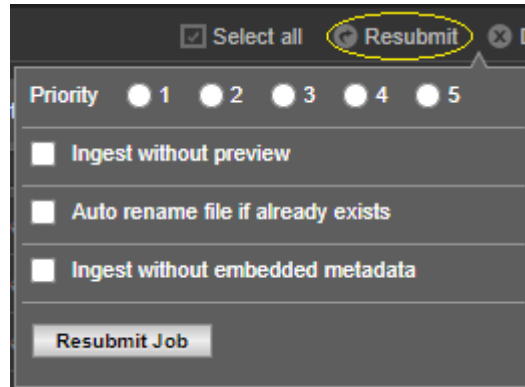 Select all Resubmit
Priority 1 2 3 4 5
Ingest without preview
Auto rename file if already exists
Ingest without embedded metadata
Resubmit Job